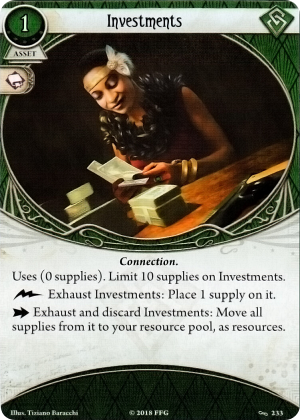 1
Investments
ASSET
Connection.
Uses (0 supplies). Limit 10 supplies on Investments.
Exhaust Investments: Place 1 supply on it.
Exhaust and discard Investments: Move all
supplies from it to your resource pool, as resources.
Illus. Tiziano Baracchi
© 2018 FFG
233